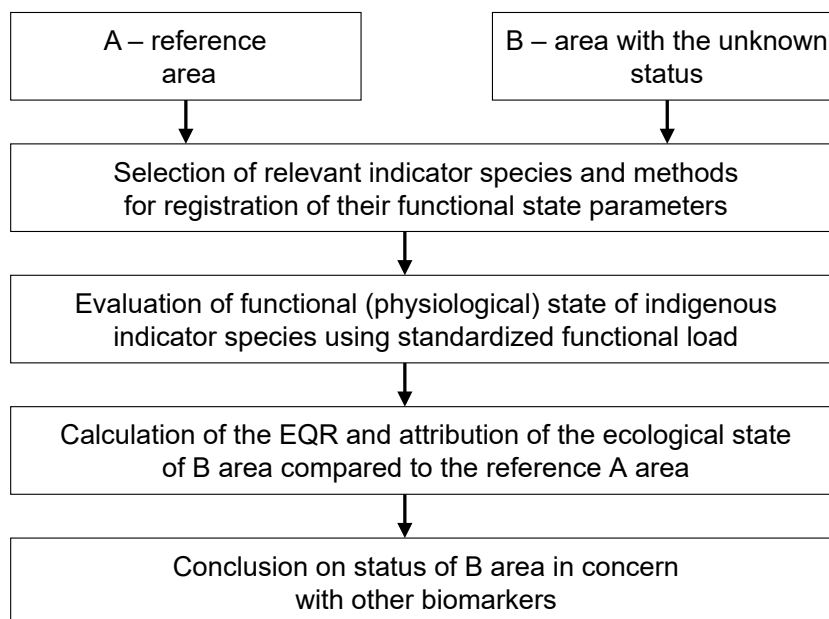 A – reference
area
B – area with the unknown
status
Selection of relevant indicator species and methods
for registration of their functional state parameters
Evaluation of functional (physiological) state of indigenous
indicator species using standardized functional load
Calculation of the EQR and attribution of the ecological state
of B area compared to the reference A area
Conclusion on status of B area in concern
with other biomarkers